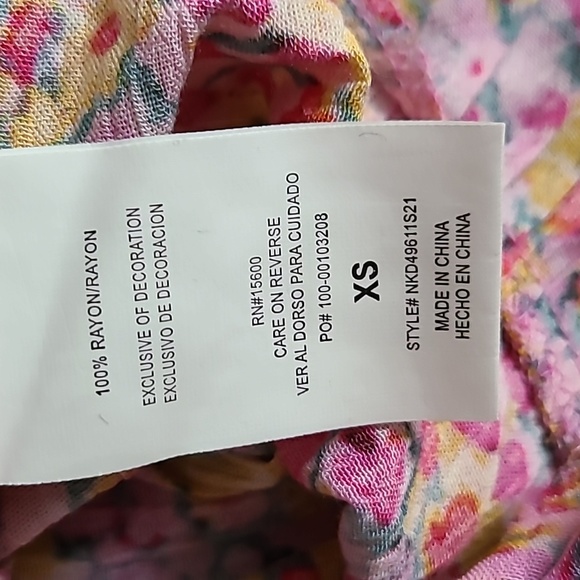 100% RAYON/RAYON
EXCLUSIVE OF DECORATION
EXCLUSIVO DE DECORACION
RN#15600
CARE ON REVERSE
VER AL DORSO PARA CUIDADO
PO# 100-00103208
XS
STYLE# NKD49611S21
MADE IN CHINA
HECHO EN CHINA